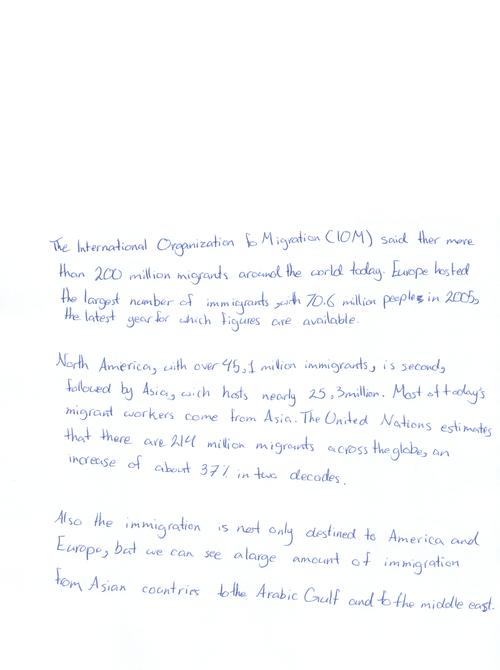 The International Organization fo Migration (IOM) said ther more
than 200 million migrants around the world today. Europe hosted
the largest number of immigrants, with 70.6 million people in 2005,
the latest year for which figures are available.
North America, with over 45,1 million immigrants, is second,
followed by Asia, wich hosts nearly 25,3 million. Most of today's
migrant workers come from Asia. The United Nations estimates
that there are 214 million migrants across the globe, an
increase of about 37% in two decades.
Also the immigration is not only destined to America and
Europe, but we can see a large amount of immigration
from Asian countries to the Arabic Gulf and to the middle east.